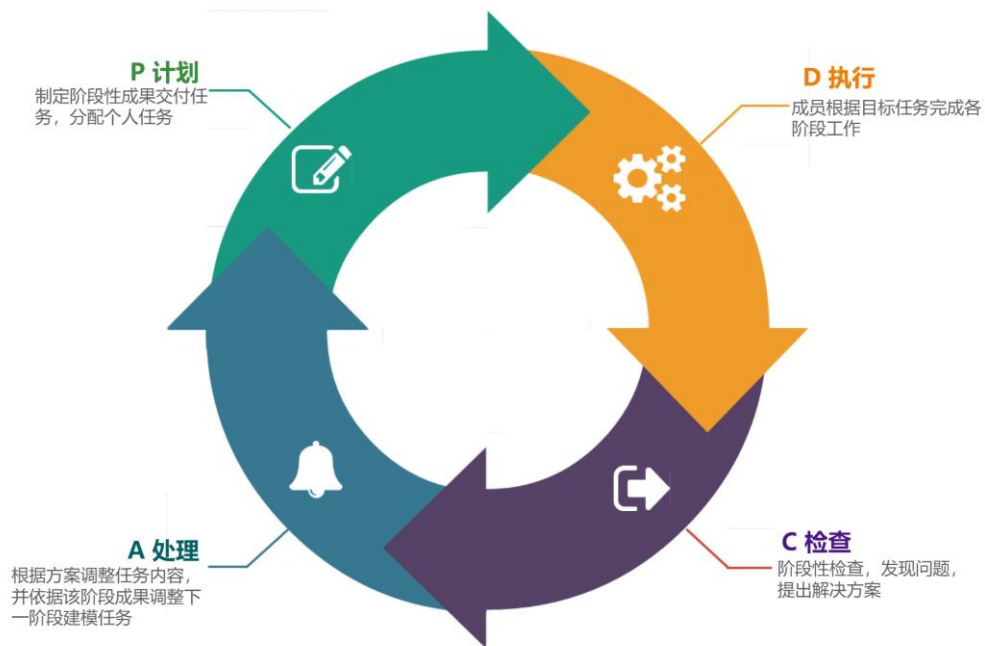 P 计划
制定阶段性成果交付任
务，分配个人任务
D 执行
成员根据目标任务完成各
阶段工作
A 处理
根据方案调整任务内容，
并依据该阶段成果调整下
一阶段建模任务
C 检查
阶段性检查，发现问题，
提出解决方案